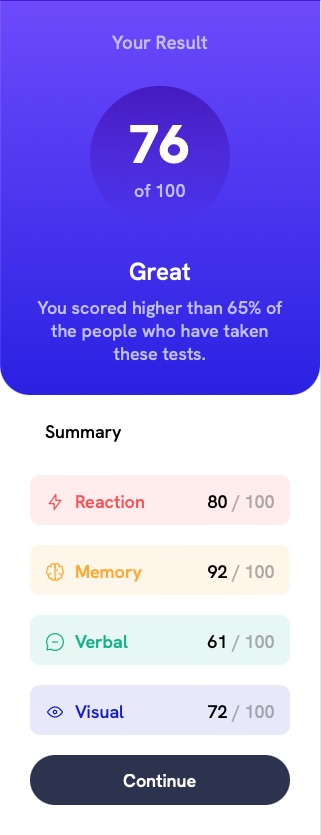 Your Result
76
of 100
Great
You scored higher than 65% of
the people who have taken
these tests.
Summary
Reaction 80 / 100
Memory 92 / 100
Verbal 61 / 100
Visual 72 / 100
Continue